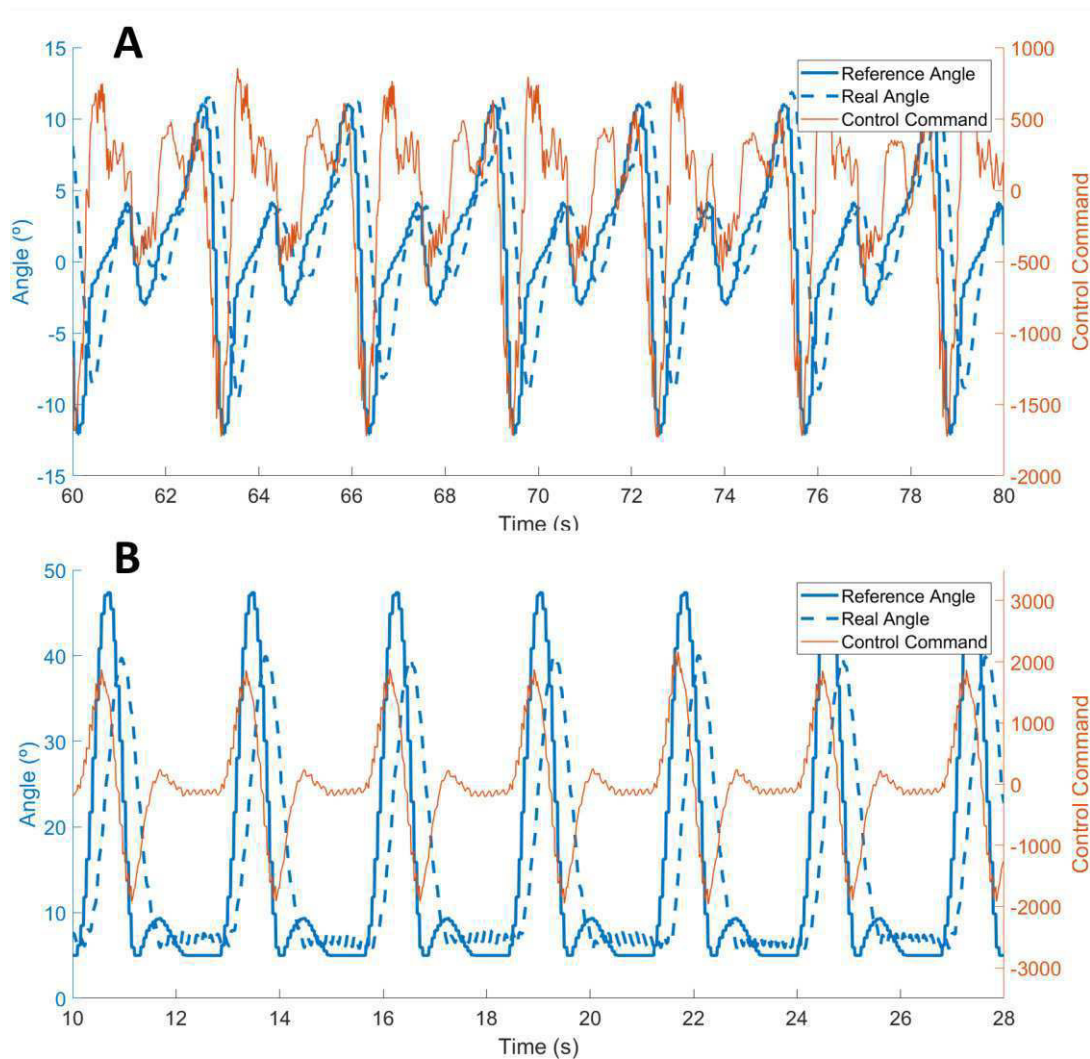 A
15
10
5
0
-5
-10
-15
Angle (º)
1000
500
0
-500
-1000
-1500
-2000
Control Command
Reference Angle
Real Angle
Control Command
60 62 64 66 68 70 72 74 76 78 80
Time (s)
B
50
40
30
20
10
0
Angle (º)
3000
2000
1000
0
-1000
-2000
-3000
Control Command
Reference Angle
Real Angle
Control Command
10 12 14 16 18 20 22 24 26 28
Time (s)